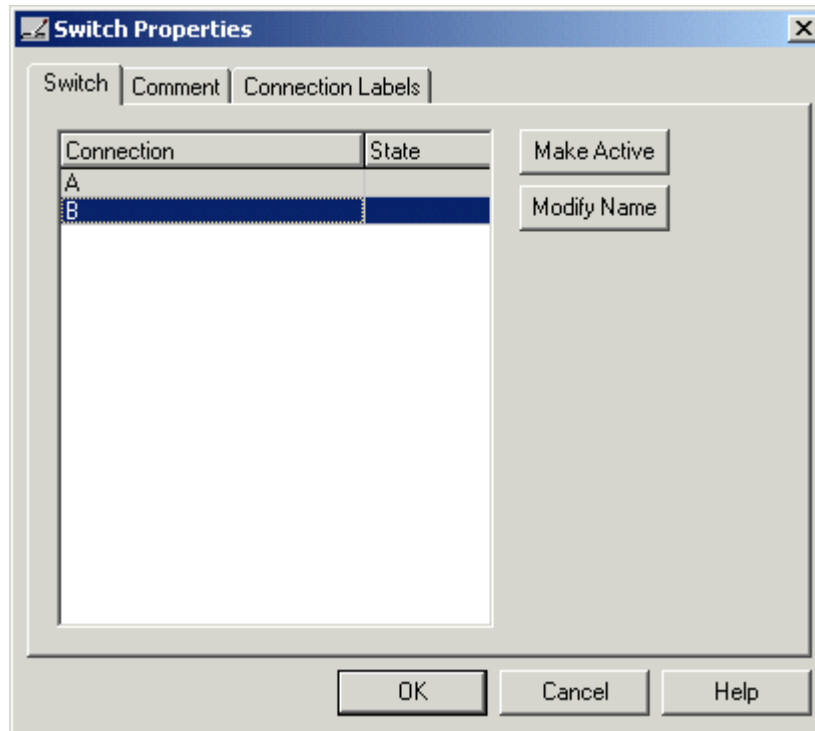 Switch Properties
Switch Comment Connection Labels
Connection State Make Active
A
B Modify Name
OK Cancel Help